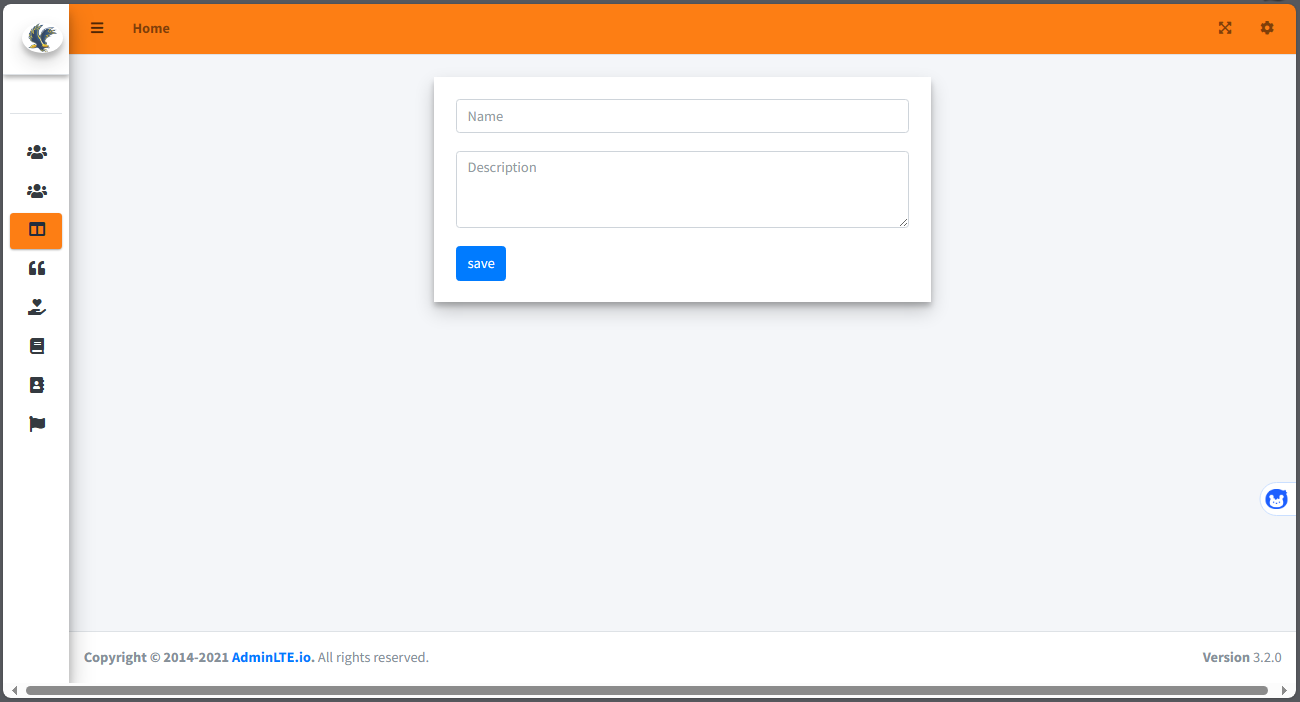 Home
Name
Description
save
Copyright © 2014-2021 AdminLTE.io. All rights reserved.
Version 3.2.0